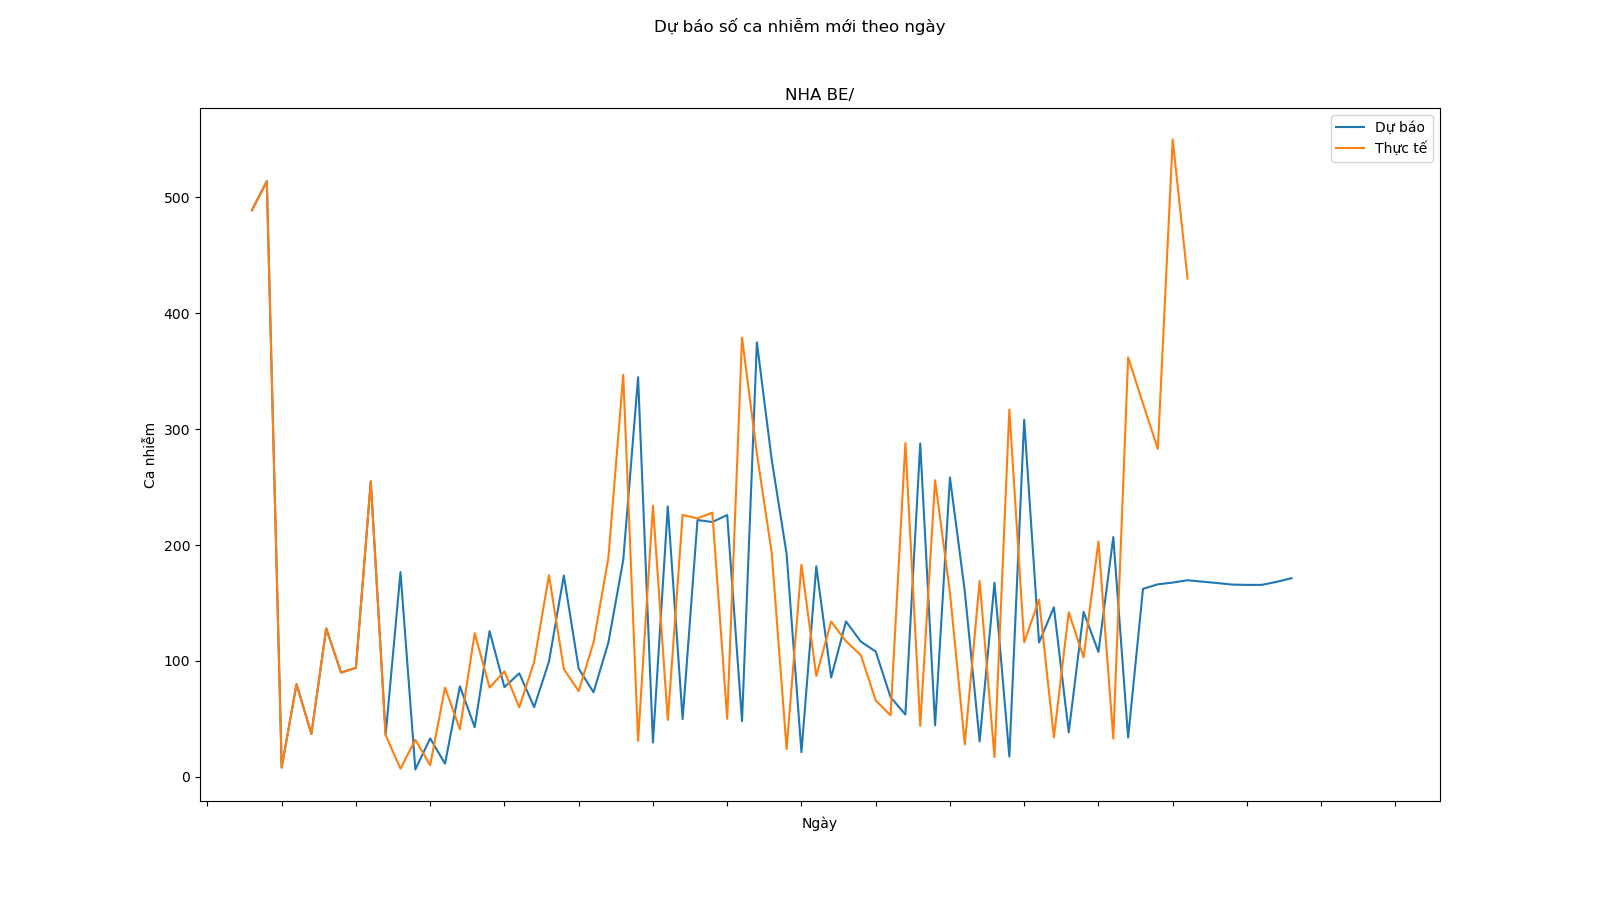 Dự báo số ca nhiễm mới theo ngày
NHA BE/
Dự báo
Thực tế
500
400
300
200
100
0
Ca nhiễm
Ngày